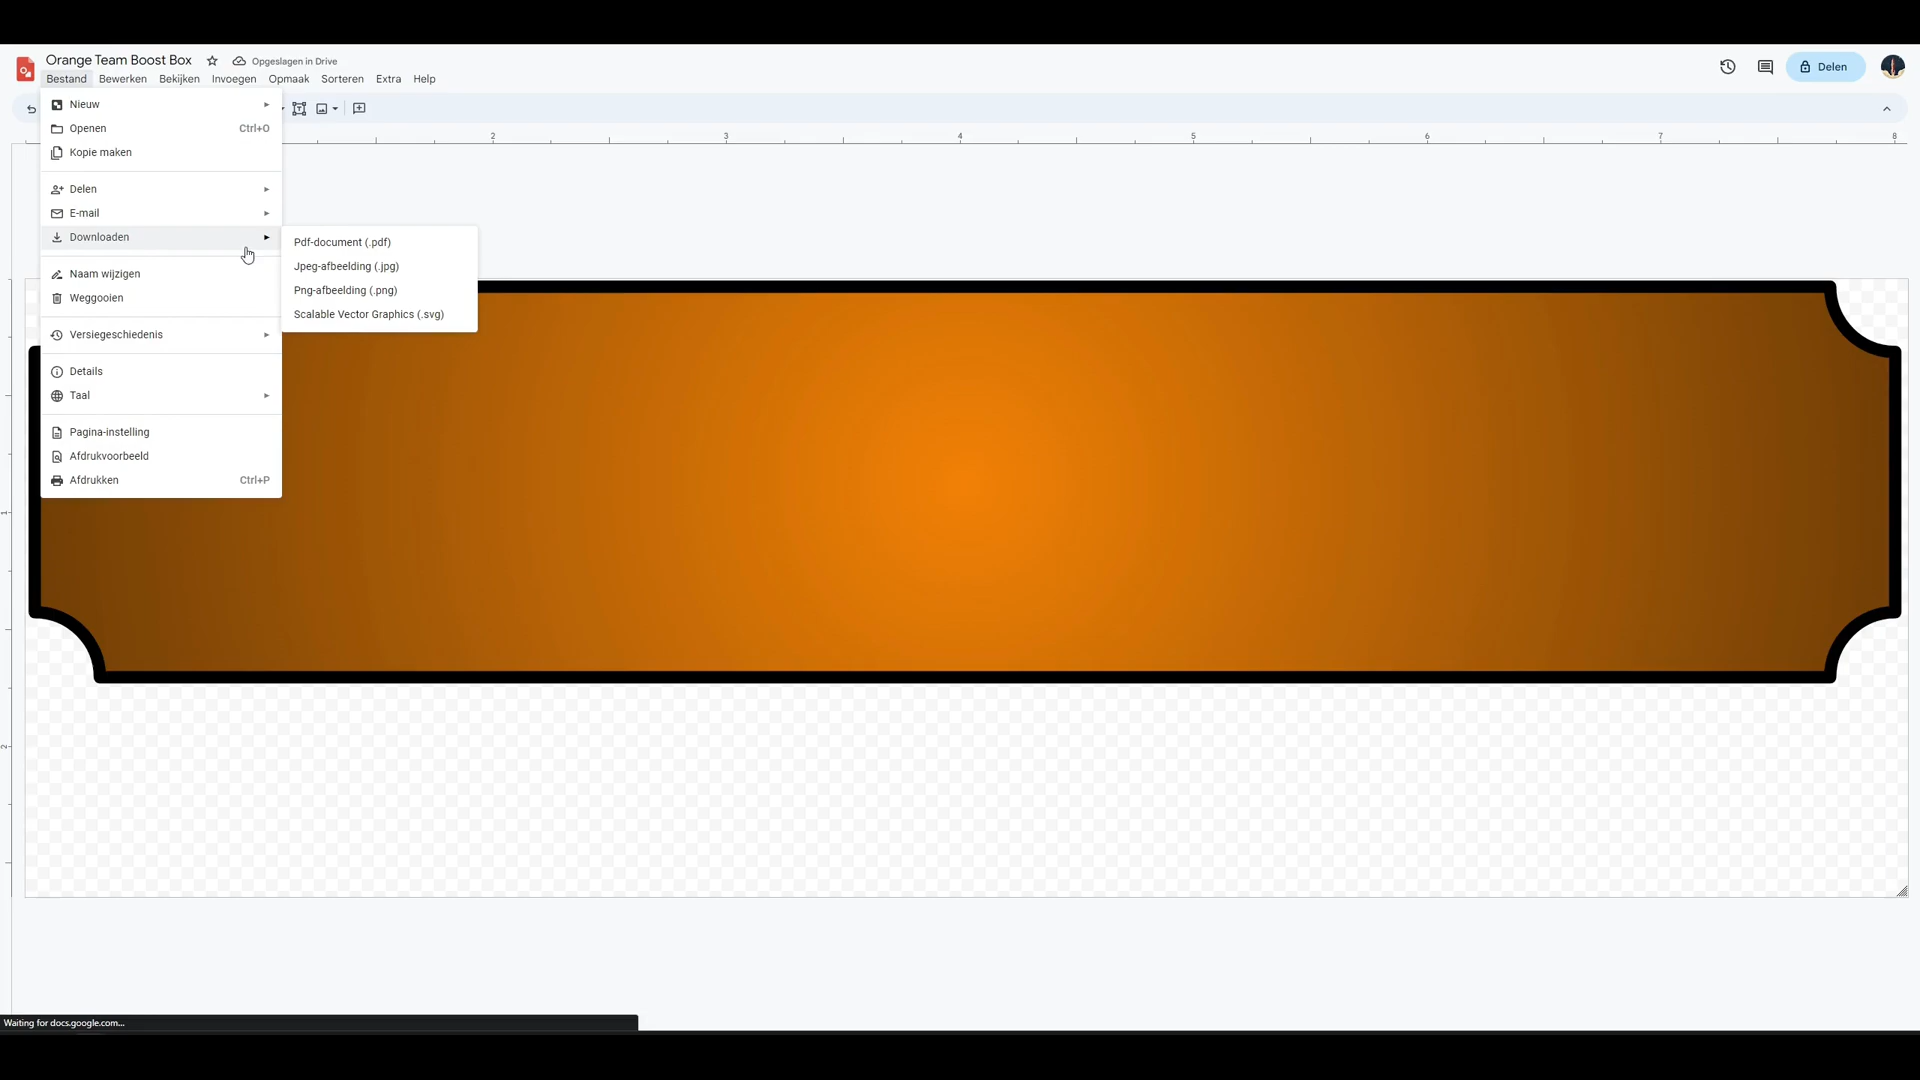 Orange Team Boost Box
Opgeslagen in Drive
Bestand Bewerken Bekijken Invoegen Opmaak Sorteren Extra Help
Delen
Nieuw
Openen Ctrl+O
Kopie maken
Delen
E-mail
Downloaden
Naam wijzigen
Weggooien
Versiegeschiedenis
Details
Taal
Pagina-instelling
Afdrukvoorbeeld
Afdrukken Ctrl+P
Pdf-document (.pdf)
Jpeg-afbeelding (.jpg)
Png-afbeelding (.png)
Scalable Vector Graphics (.svg)
2 3 4 5 6 7 8
1
2
Waiting for docs.google.com...